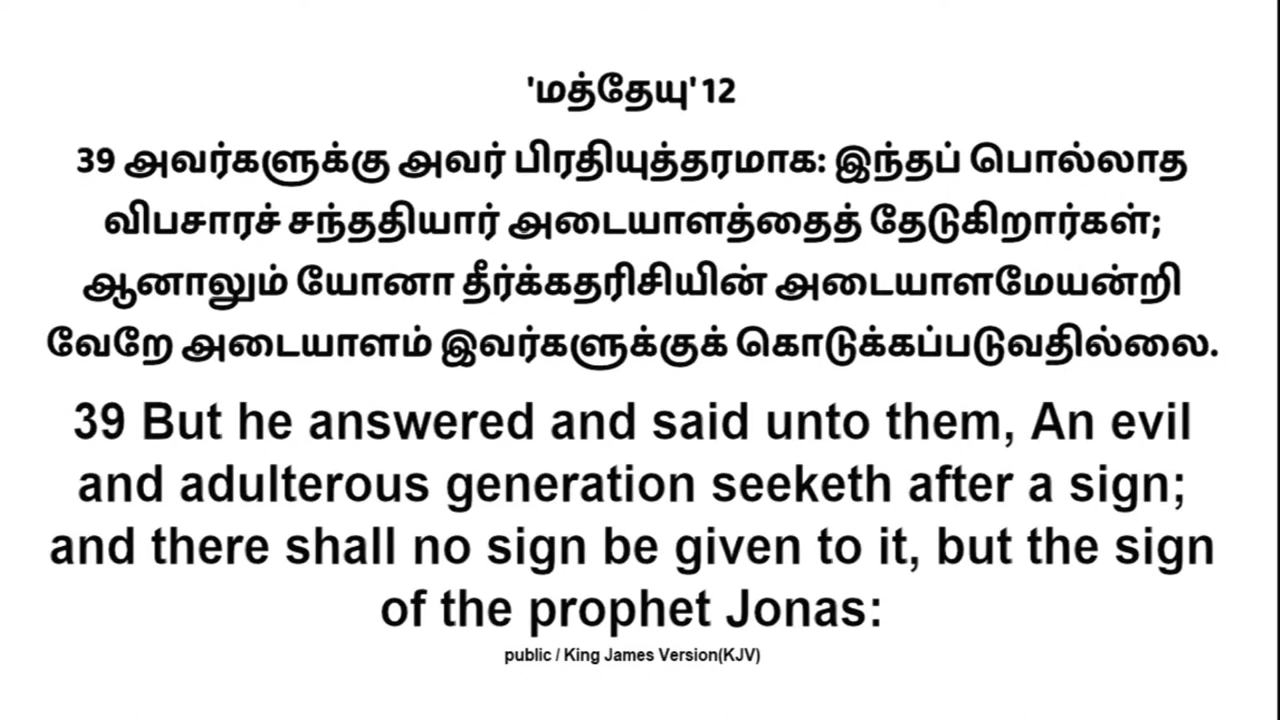 'மத்தேயு' 12
39 அவர்களுக்கு அவர் பிரதியுத்தரமாக: இந்தப் பொல்லாத
விபசாரச் சந்ததியார் அடையாளத்தைத் தேடுகிறார்கள்;
ஆனாலும் யோனா தீர்க்கதரிசியின் அடையாளமேயன்றி
வேறே அடையாளம் இவர்களுக்குக் கொடுக்கப்படுவதில்லை.
39 But he answered and said unto them, An evil
and adulterous generation seeketh after a sign;
and there shall no sign be given to it, but the sign
of the prophet Jonas:
public / King James Version(KJV)